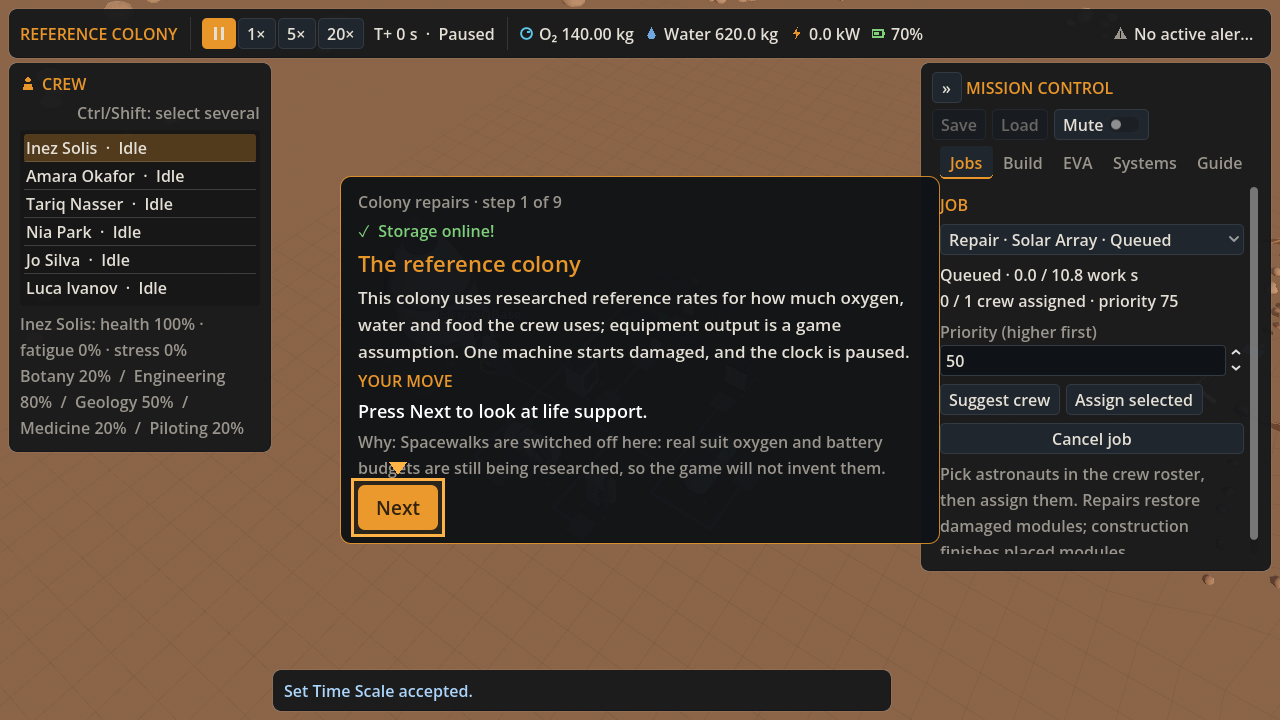 REFERENCE COLONY
1×
5×
20×
T+ 0 s · Paused
O₂ 140.00 kg
Water 620.0 kg
0.0 kW
70%
No active aler...
CREW
Ctrl/Shift: select several
Inez Solis · Idle
Amara Okafor · Idle
Tariq Nasser · Idle
Nia Park · Idle
Jo Silva · Idle
Luca Ivanov · Idle
Inez Solis: health 100% ·
fatigue 0% · stress 0%
Botany 20% / Engineering
80% / Geology 50% /
Medicine 20% / Piloting 20%
Colony repairs · step 1 of 9
✓ Storage online!
The reference colony
This colony uses researched reference rates for how much oxygen,
water and food the crew uses; equipment output is a game
assumption. One machine starts damaged, and the clock is paused.
YOUR MOVE
Press Next to look at life support.
Why: Spacewalks are switched off here: real suit oxygen and battery
budgets are still being researched, so the game will not invent them.
Next
» MISSION CONTROL
Save
Load
Mute
Jobs
Build
EVA
Systems
Guide
JOB
Repair · Solar Array · Queued
Queued · 0.0 / 10.8 work s
0 / 1 crew assigned · priority 75
Priority (higher first)
50
Suggest crew
Assign selected
Cancel job
Pick astronauts in the crew roster,
then assign them. Repairs restore
damaged modules; construction
finishes placed modules.
Set Time Scale accepted.